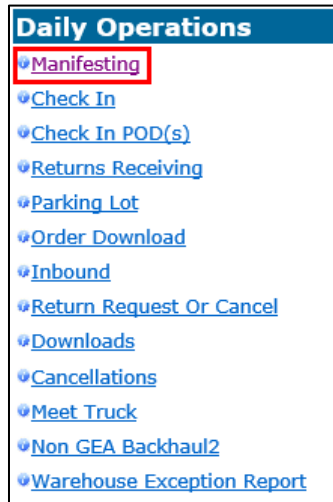 Daily Operations
Manifesting
Check In
Check In POD(s)
Returns Receiving
Parking Lot
Order Download
Inbound
Return Request Or Cancel
Downloads
Cancellations
Meet Truck
Non GEA Backhaul2
Warehouse Exception Report